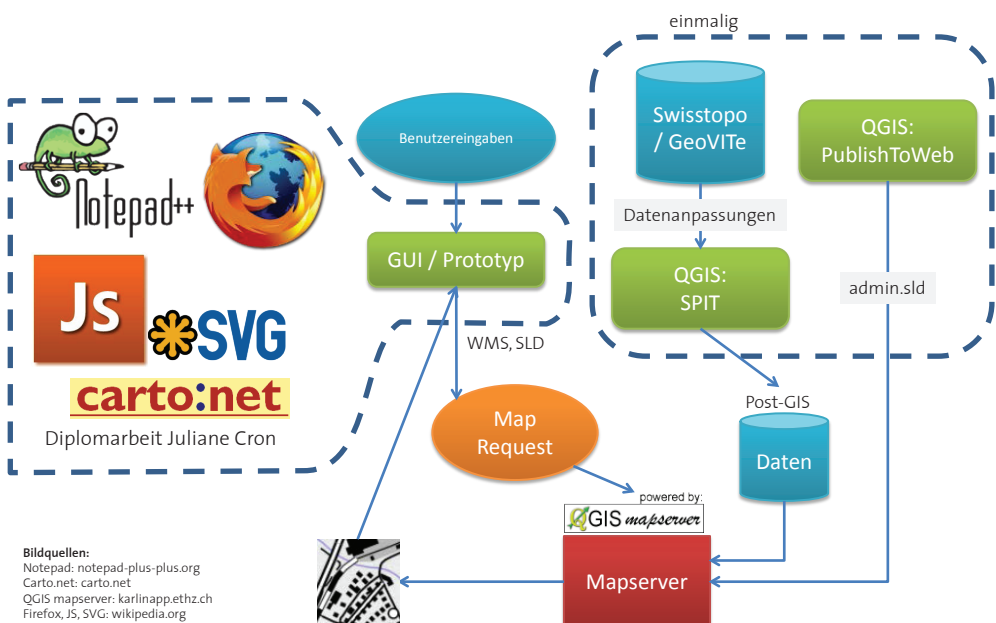 einmalig
Notepad++
Benutzereingaben
Swisstopo
/ GeoVITe
QGIS:
PublishToWeb
Datenanpassungen
GUI / Prototyp
QGIS:
SPIT
admin.sld
JS
SVG
WMS, SLD
carto:net
Diplomarbeit Juliane Cron
Map
Request
Post-GIS
Daten
powered by:
QGIS mapserver
Mapserver
Bildquellen:
Notepad: notepad-plus-plus.org
Carto.net: carto.net
QGIS mapserver: karlinapp.ethz.ch
Firefox, JS, SVG: wikipedia.org